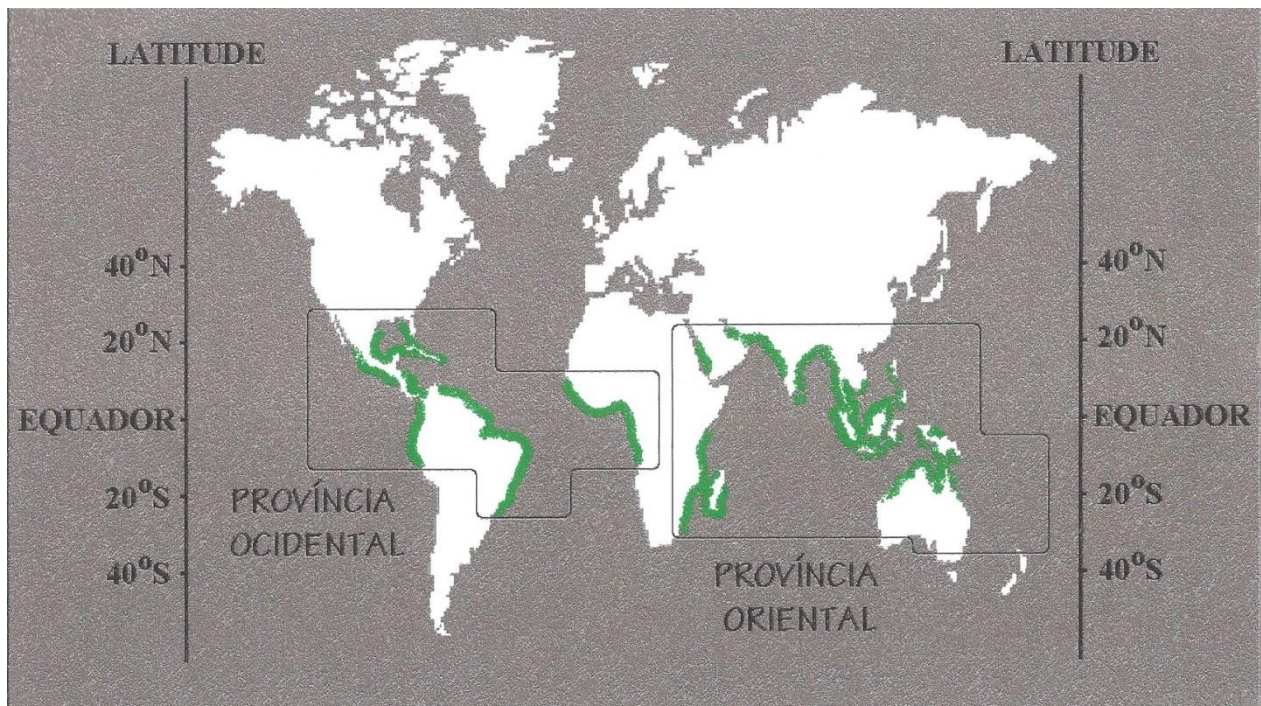 LATITUDE
LATITUDE
40°N
40°N
20°N
20°N
EQUADOR
EQUADOR
20°S
20°S
PROVÍNCIA
OCIDENTAL
40°S
40°S
PROVÍNCIA
ORIENTAL